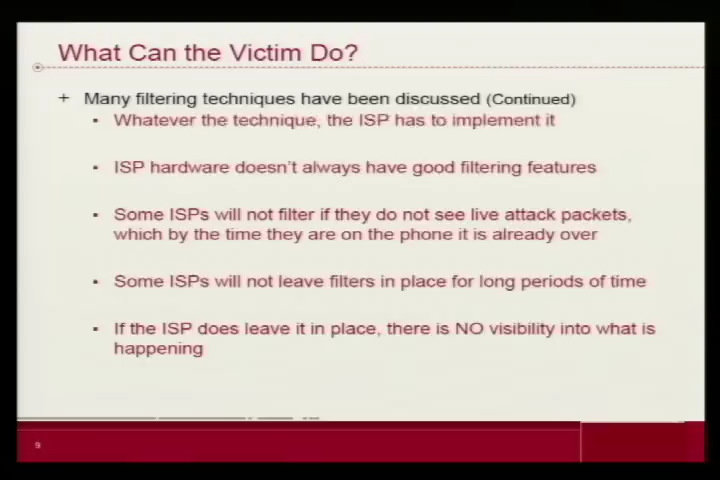 What Can the Victim Do?
+ Many filtering techniques have been discussed (Continued)
▪ Whatever the technique, the ISP has to implement it
▪ ISP hardware doesn't always have good filtering features
▪ Some ISPs will not filter if they do not see live attack packets,
which by the time they are on the phone it is already over
▪ Some ISPs will not leave filters in place for long periods of time
▪ If the ISP does leave it in place, there is NO visibility into what is
happening
9